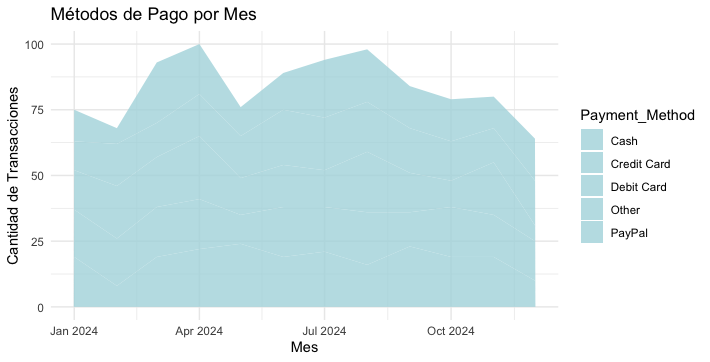 Métodos de Pago por Mes
Cantidad de Transacciones
100
75
50
25
0
Jan 2024
Apr 2024
Jul 2024
Oct 2024
Mes
Payment_Method
Cash
Credit Card
Debit Card
Other
PayPal